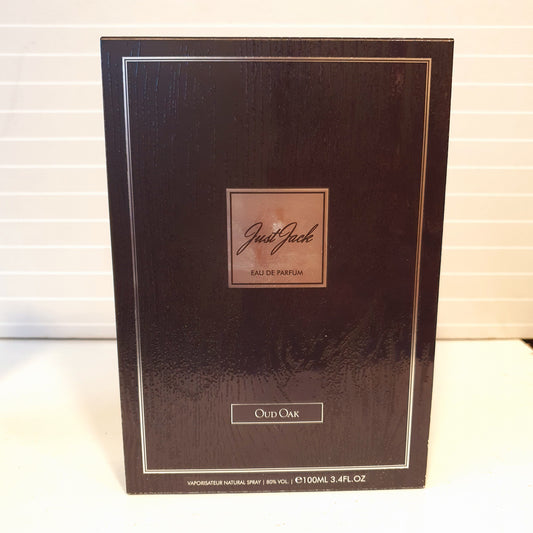 Just Jack
EAU DE PARFUM
OUD OAK
VAPORISATEUR NATURAL SPRAY | 80% VOL. | ℮100ML 3.4FL.OZ